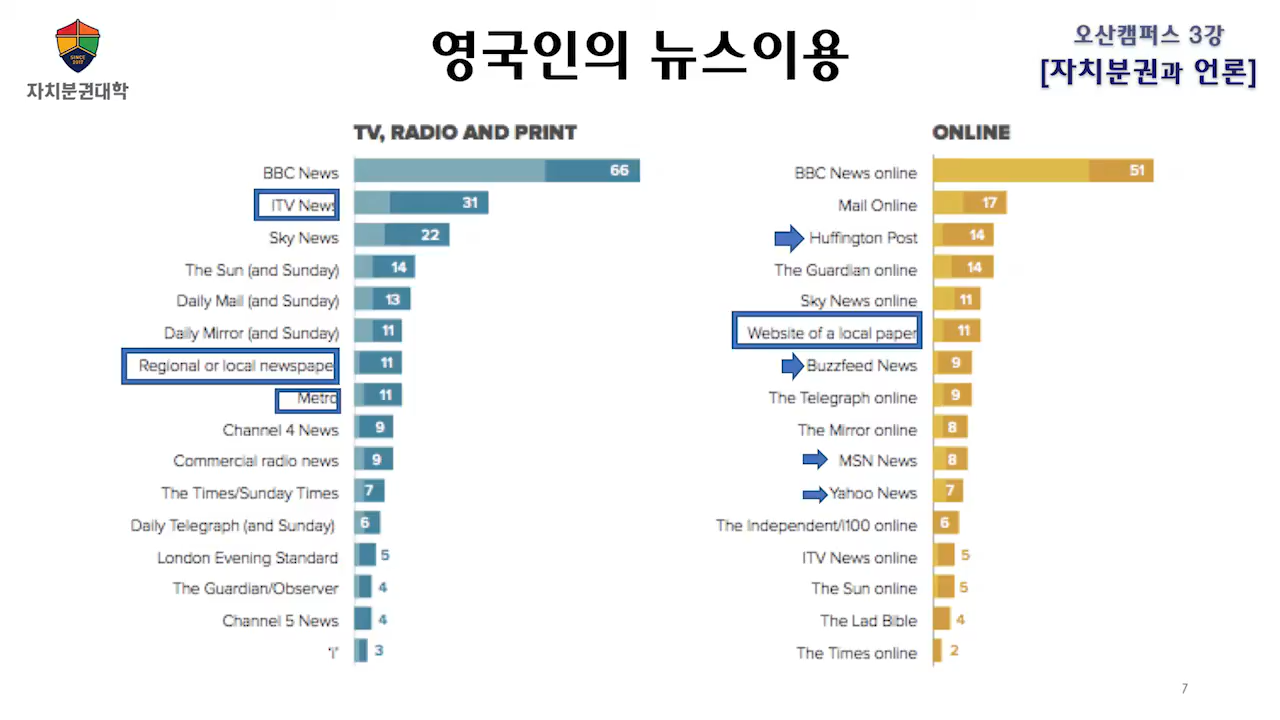 SINCE
2017
자치분권대학
영국인의 뉴스이용
오산캠퍼스 3강
[자치분권과 언론]
TV, RADIO AND PRINT
BBC News 66
ITV News 31
Sky News 22
The Sun (and Sunday) 14
Daily Mail (and Sunday) 13
Daily Mirror (and Sunday) 11
Regional or local newspape 11
Metro 11
Channel 4 News 9
Commercial radio news 9
The Times/Sunday Times 7
Daily Telegraph (and Sunday) 6
London Evening Standard 5
The Guardian/Observer 4
Channel 5 News 4
'i' 3
ONLINE
BBC News online 51
Mail Online 17
Huffington Post 14
The Guardian online 14
Sky News online 11
Website of a local paper 11
Buzzfeed News 9
The Telegraph online 9
The Mirror online 8
MSN News 8
Yahoo News 7
The Independent/i100 online 6
ITV News online 5
The Sun online 5
The Lad Bible 4
The Times online 2
7